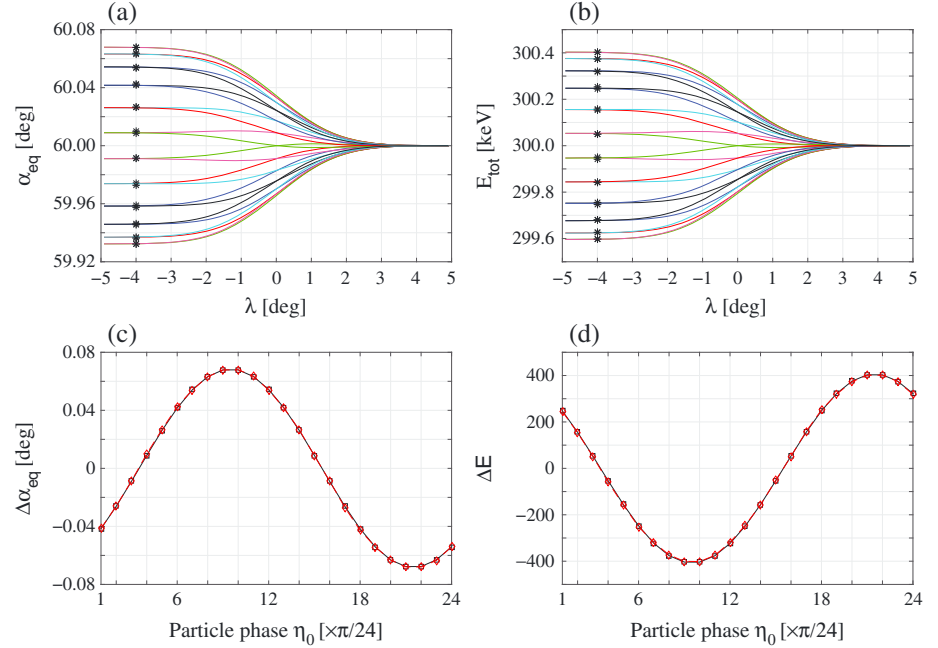 (a)
(b)
60.08
60.04
60.00
59.96
59.92
α_eq [deg]
−5 −4 −3 −2 −1 0 1 2 3 4 5
λ [deg]
300.4
300.2
300.0
299.8
299.6
E_tot [keV]
−5 −4 −3 −2 −1 0 1 2 3 4 5
λ [deg]
(c)
(d)
0.08
0.04
0
−0.04
−0.08
Δα_eq [deg]
1 6 12 18 24
Particle phase η_0 [×π/24]
400
200
0
−200
−400
ΔE
1 6 12 18 24
Particle phase η_0 [×π/24]